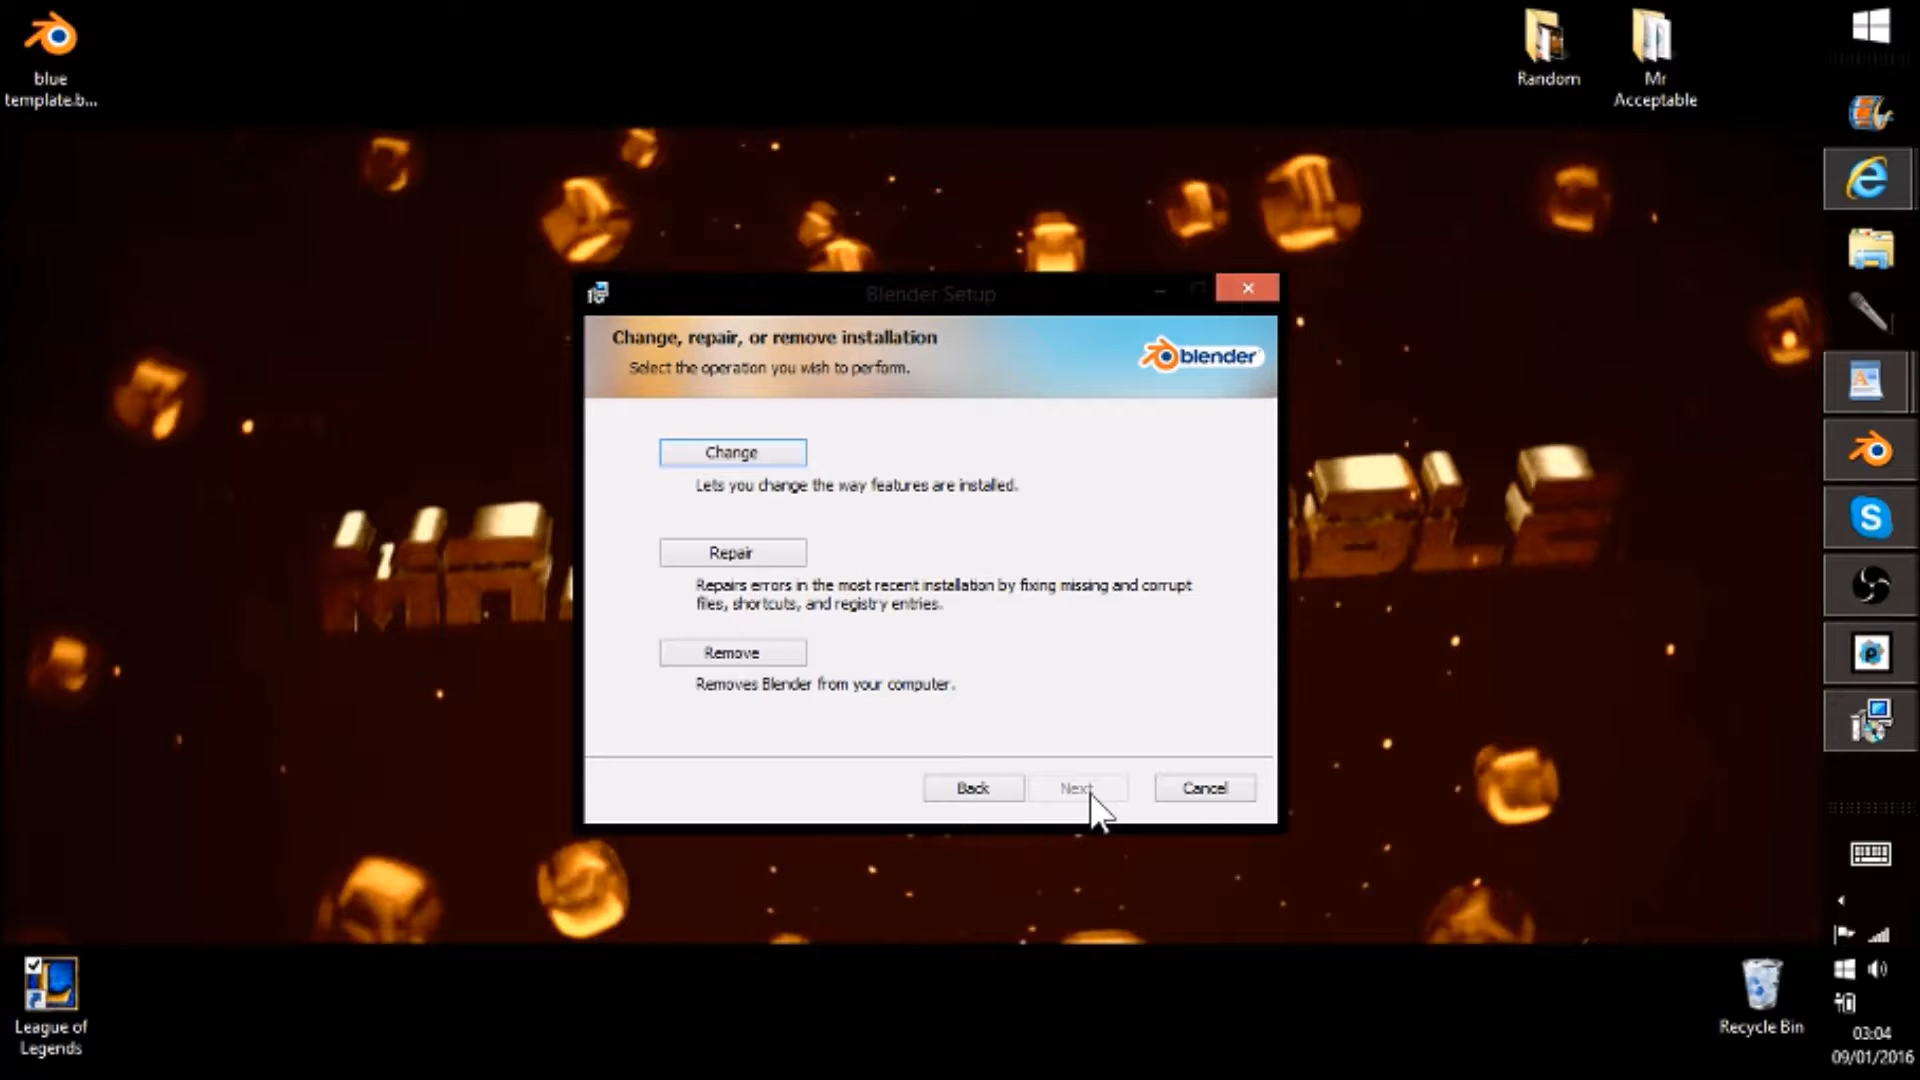 blue
template.b...
Random
Mr
Acceptable
Blender Setup
Change, repair, or remove installation
Select the operation you wish to perform.
blender
Change
Lets you change the way features are installed.
Repair
Repairs errors in the most recent installation by fixing missing and corrupt
files, shortcuts, and registry entries.
Remove
Removes Blender from your computer.
Back
Next
Cancel
League of
Legends
Recycle Bin
03:04
09/01/2016